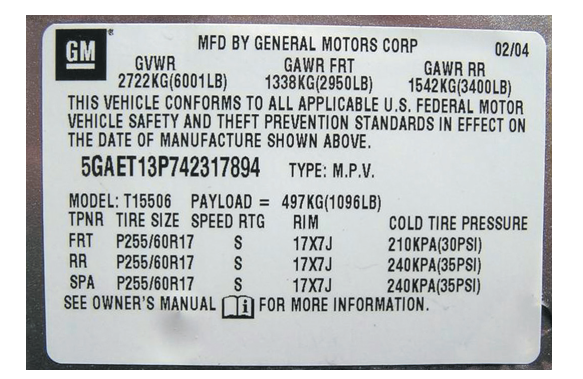 GM ®
MFD BY GENERAL MOTORS CORP 02/04
GVWR GAWR FRT GAWR RR
2722KG(6001LB) 1338KG(2950LB) 1542KG(3400LB)
THIS VEHICLE CONFORMS TO ALL APPLICABLE U.S. FEDERAL MOTOR
VEHICLE SAFETY AND THEFT PREVENTION STANDARDS IN EFFECT ON
THE DATE OF MANUFACTURE SHOWN ABOVE.
5GAET13P742317894 TYPE: M.P.V.
MODEL: T15506 PAYLOAD = 497KG(1096LB)
TPNR TIRE SIZE SPEED RTG RIM COLD TIRE PRESSURE
FRT P255/60R17 S 17X7J 210KPA(30PSI)
RR P255/60R17 S 17X7J 240KPA(35PSI)
SPA P255/60R17 S 17X7J 240KPA(35PSI)
SEE OWNER'S MANUAL i FOR MORE INFORMATION.